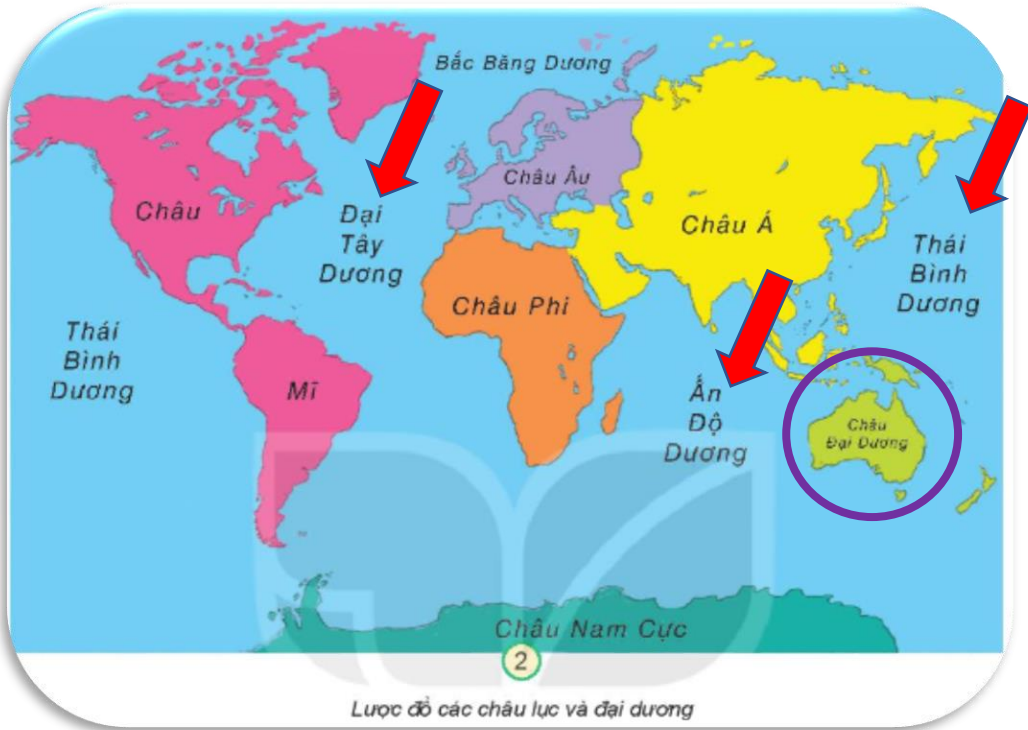 Bắc Băng Dương
Châu Âu
Châu
Đại
Tây
Dương
Châu Á
Thái
Bình
Dương
Châu Phi
Thái
Bình
Dương
Mĩ
Ấn
Độ
Dương
Châu
Đại Dương
Châu Nam Cực
2
Lược đồ các châu lục và đại dương